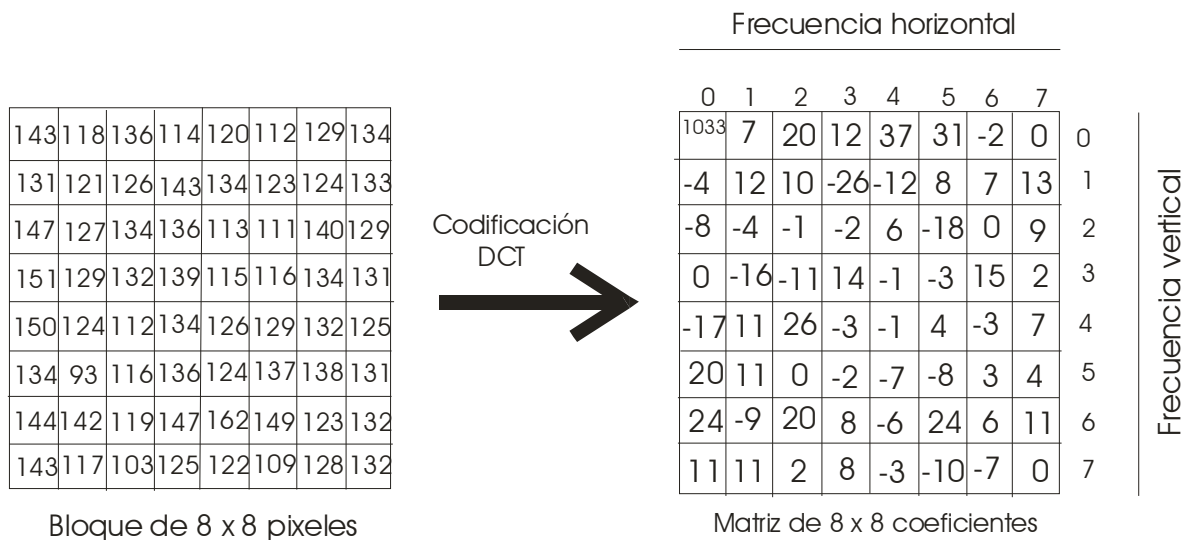 Frecuencia horizontal
0 1 2 3 4 5 6 7
143 118 136 114 120 112 129 134
131 121 126 143 134 123 124 133
147 127 134 136 113 111 140 129
151 129 132 139 115 116 134 131
150 124 112 134 126 129 132 125
134 93 116 136 124 137 138 131
144 142 119 147 162 149 123 132
143 117 103 125 122 109 128 132
Bloque de 8 x 8 pixeles
Codificación
DCT
1033 7 20 12 37 31 -2 0 0
-4 12 10 -26 -12 8 7 13 1
-8 -4 -1 -2 6 -18 0 9 2
0 -16 -11 14 -1 -3 15 2 3
-17 11 26 -3 -1 4 -3 7 4
20 11 0 -2 -7 -8 3 4 5
24 -9 20 8 -6 24 6 11 6
11 11 2 8 -3 -10 -7 0 7
Frecuencia vertical
Matriz de 8 x 8 coeficientes